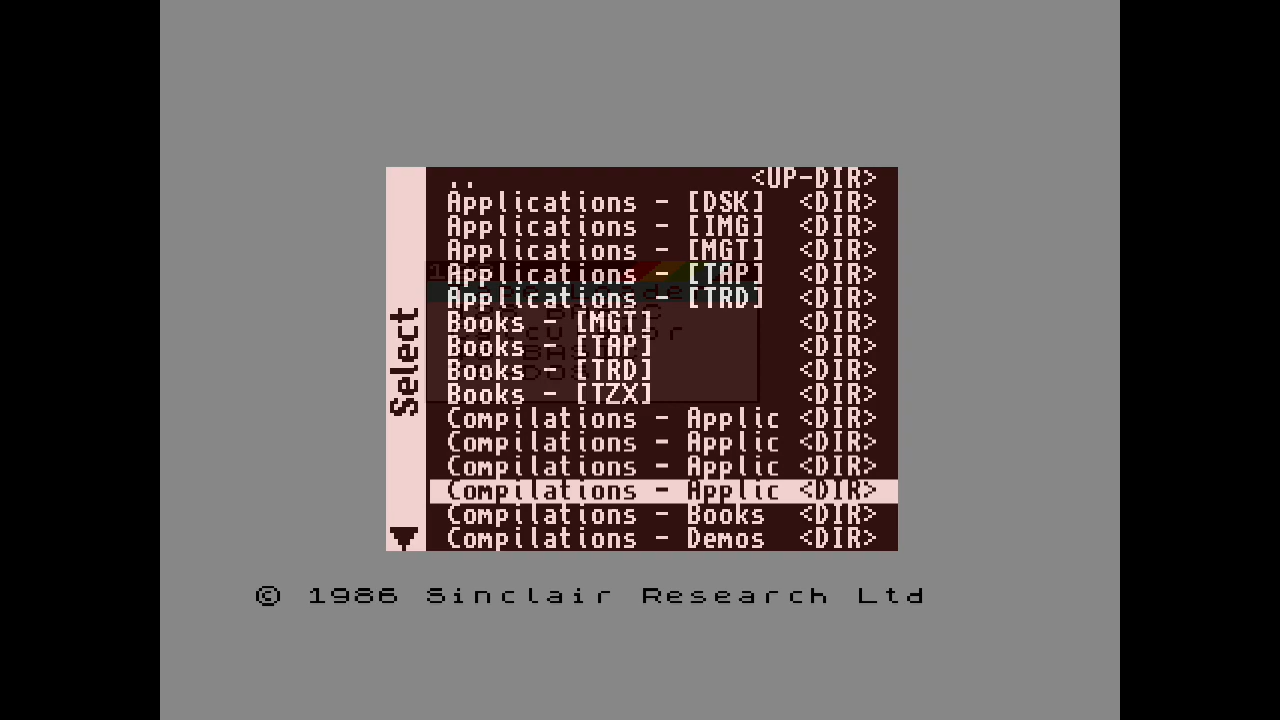 Select
.. <UP-DIR>
Applications - [DSK] <DIR>
Applications - [IMG] <DIR>
Applications - [MGT] <DIR>
Applications - [TAP] <DIR>
Applications - [TRD] <DIR>
Books - [MGT] <DIR>
Books - [TAP] <DIR>
Books - [TRD] <DIR>
Books - [TZX] <DIR>
Compilations - Applic <DIR>
Compilations - Applic <DIR>
Compilations - Applic <DIR>
Compilations - Applic <DIR>
Compilations - Books <DIR>
Compilations - Demos <DIR>
© 1986 Sinclair Research Ltd